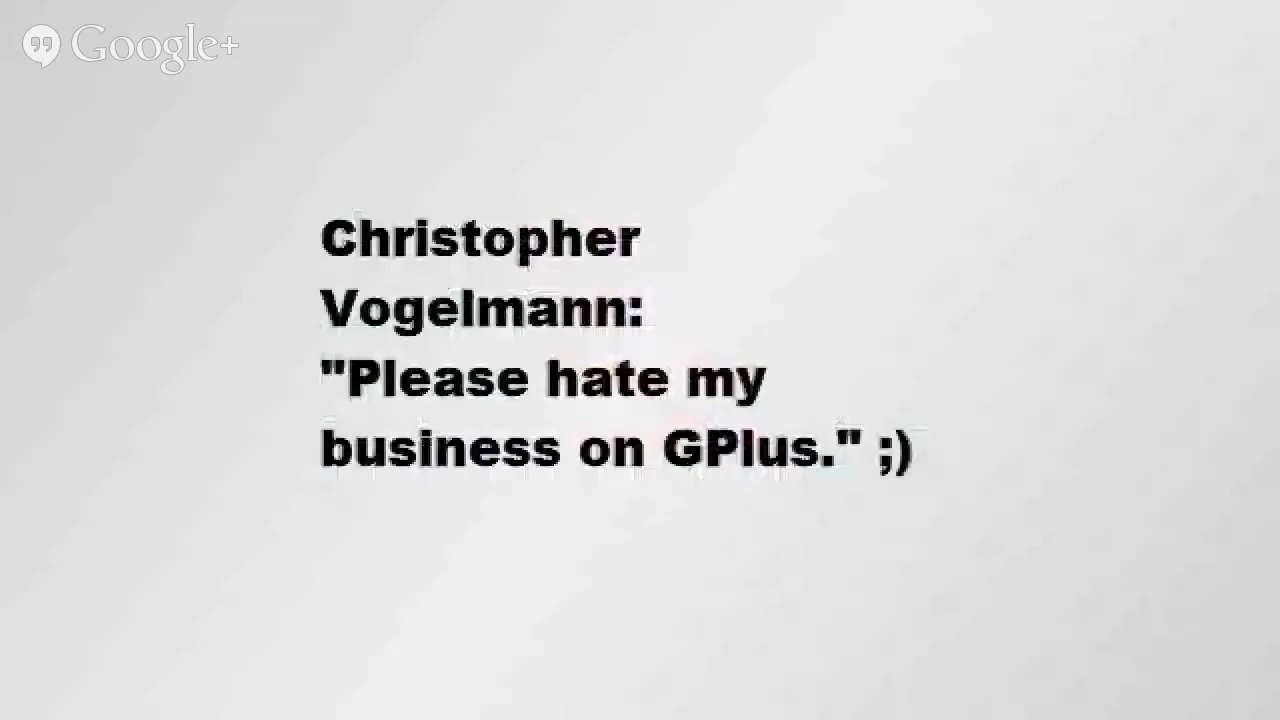 Google+
Christopher
Vogelmann:
"Please hate my
business on GPlus." ;)